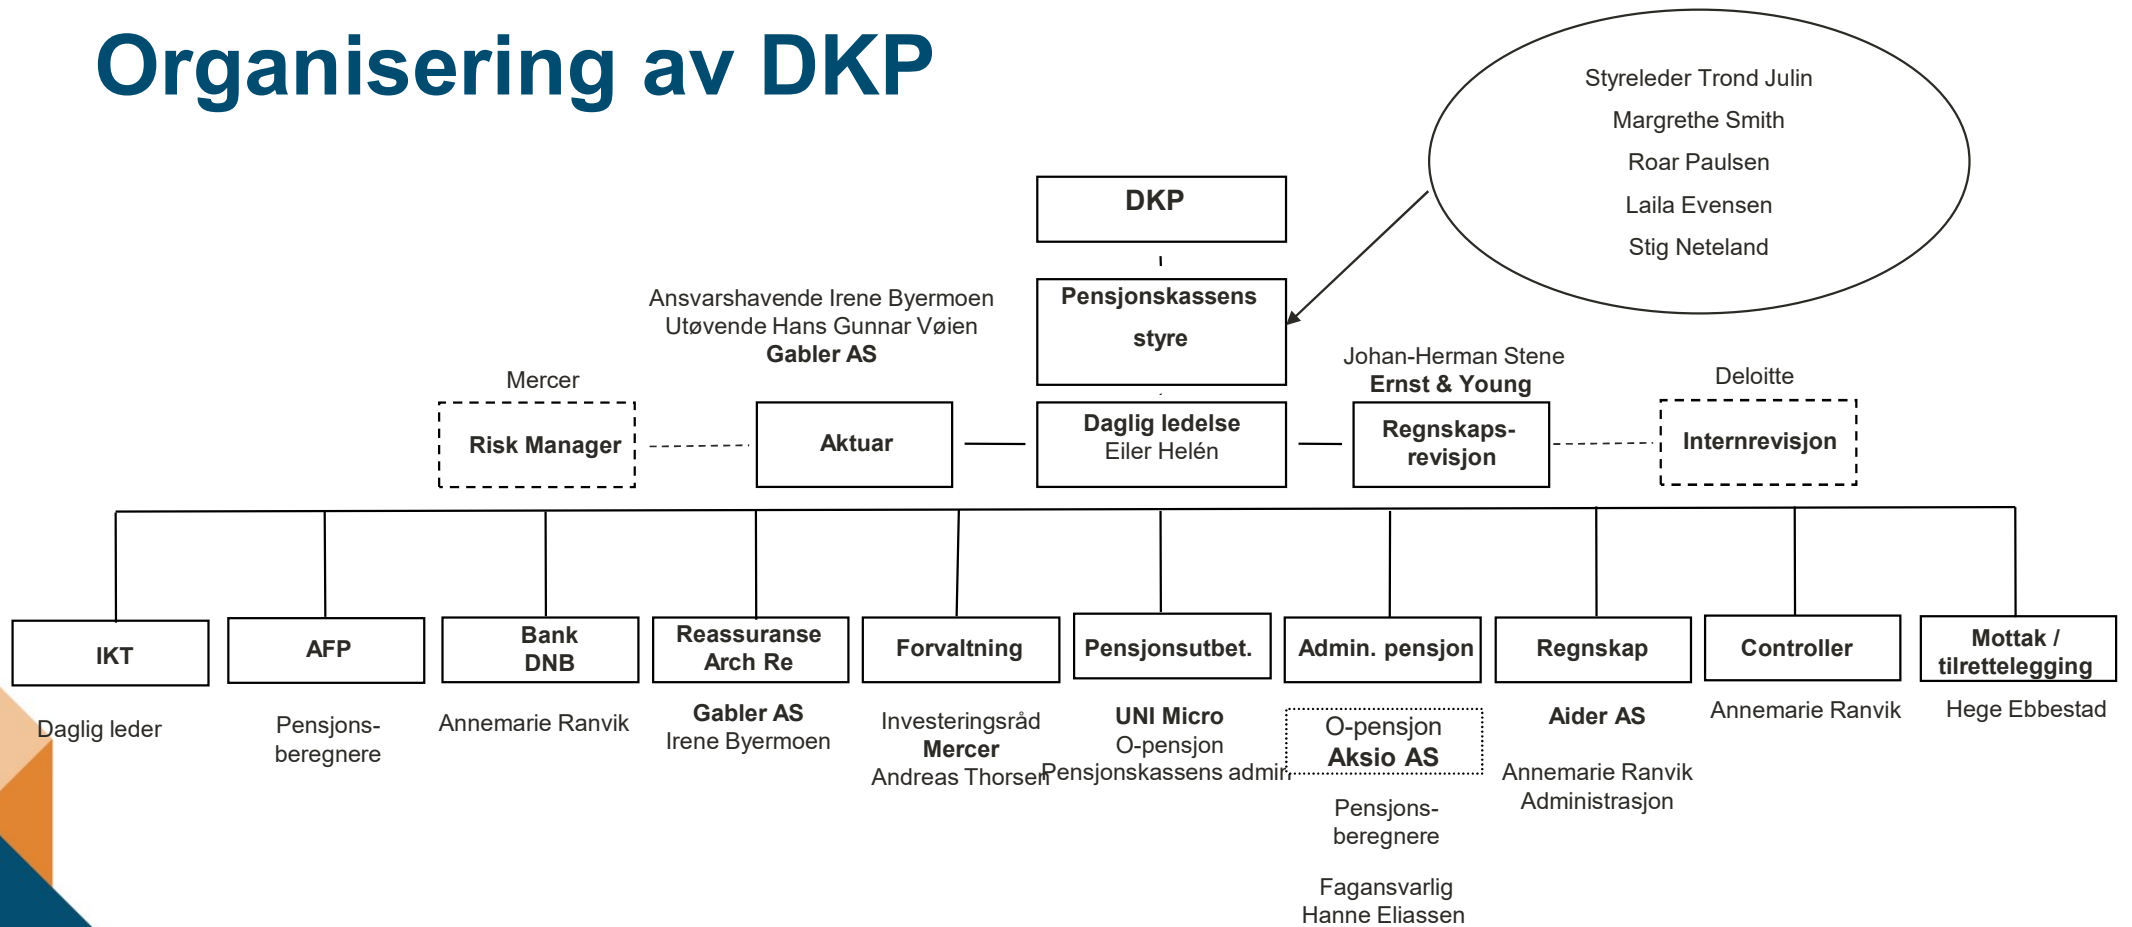 Organisering av DKP
Styreleder Trond Julin
Margrethe Smith
Roar Paulsen
Laila Evensen
Stig Neteland
DKP
Pensjonskassens
styre
Ansvarshavende Irene Byermoen
Utøvende Hans Gunnar Vøien
Gabler AS
Johan-Herman Stene
Ernst & Young
Mercer
Deloitte
Risk Manager
Aktuar
Daglig ledelse
Eiler Helén
Regnskaps-
revisjon
Internrevisjon
IKT
Daglig leder
AFP
Pensjons-
beregnere
Bank
DNB
Annemarie Ranvik
Reassuranse
Arch Re
Gabler AS
Irene Byermoen
Forvaltning
Investeringsråd
Mercer
Andreas Thorsen
Pensjonsutbet.
UNI Micro
O-pensjon
Pensjonskassens admin
Admin. pensjon
O-pensjon
Aksio AS
Pensjons-
beregnere
Fagansvarlig
Hanne Eliassen
Regnskap
Aider AS
Annemarie Ranvik
Administrasjon
Controller
Annemarie Ranvik
Mottak /
tilrettelegging
Hege Ebbestad